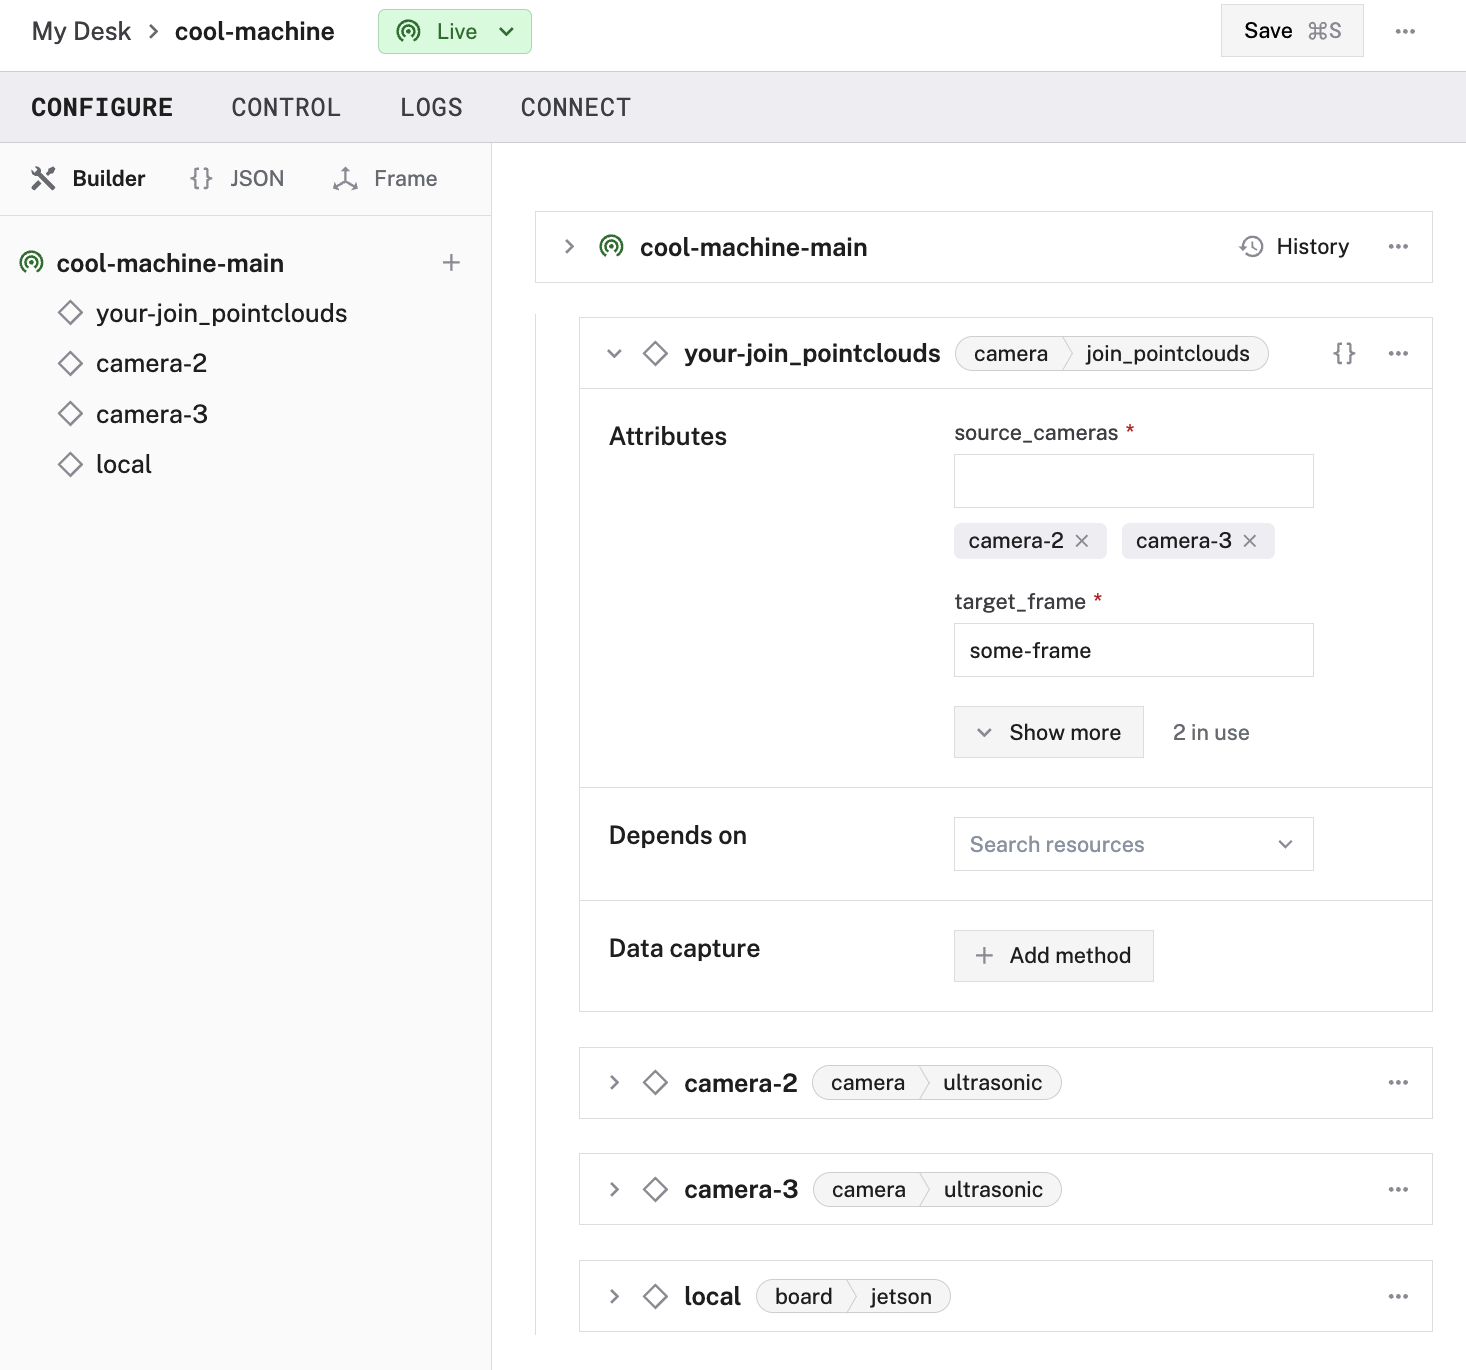 My Desk > cool-machine Live Save ⌘S ...
CONFIGURE CONTROL LOGS CONNECT
Builder {} JSON Frame
cool-machine-main +
your-join_pointclouds
camera-2
camera-3
local
cool-machine-main History ...
your-join_pointclouds camera join_pointclouds {} ...
Attributes
source_cameras *
camera-2 × camera-3 ×
target_frame *
some-frame
Show more 2 in use
Depends on
Search resources
Data capture
+ Add method
camera-2 camera ultrasonic ...
camera-3 camera ultrasonic ...
local board jetson ...